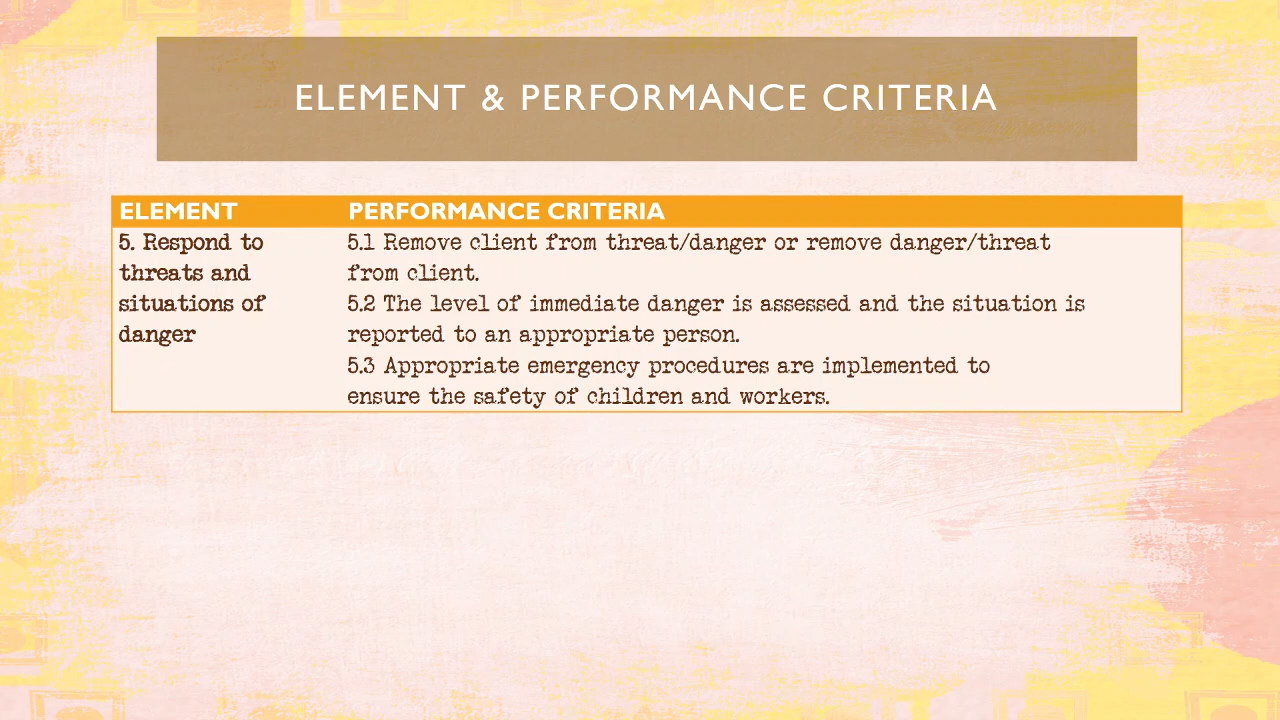 ELEMENT & PERFORMANCE CRITERIA
ELEMENT PERFORMANCE CRITERIA
5. Respond to
threats and
situations of
danger
5.1 Remove client from threat/danger or remove danger/threat
from client.
5.2 The level of immediate danger is assessed and the situation is
reported to an appropriate person.
5.3 Appropriate emergency procedures are implemented to
ensure the safety of children and workers.